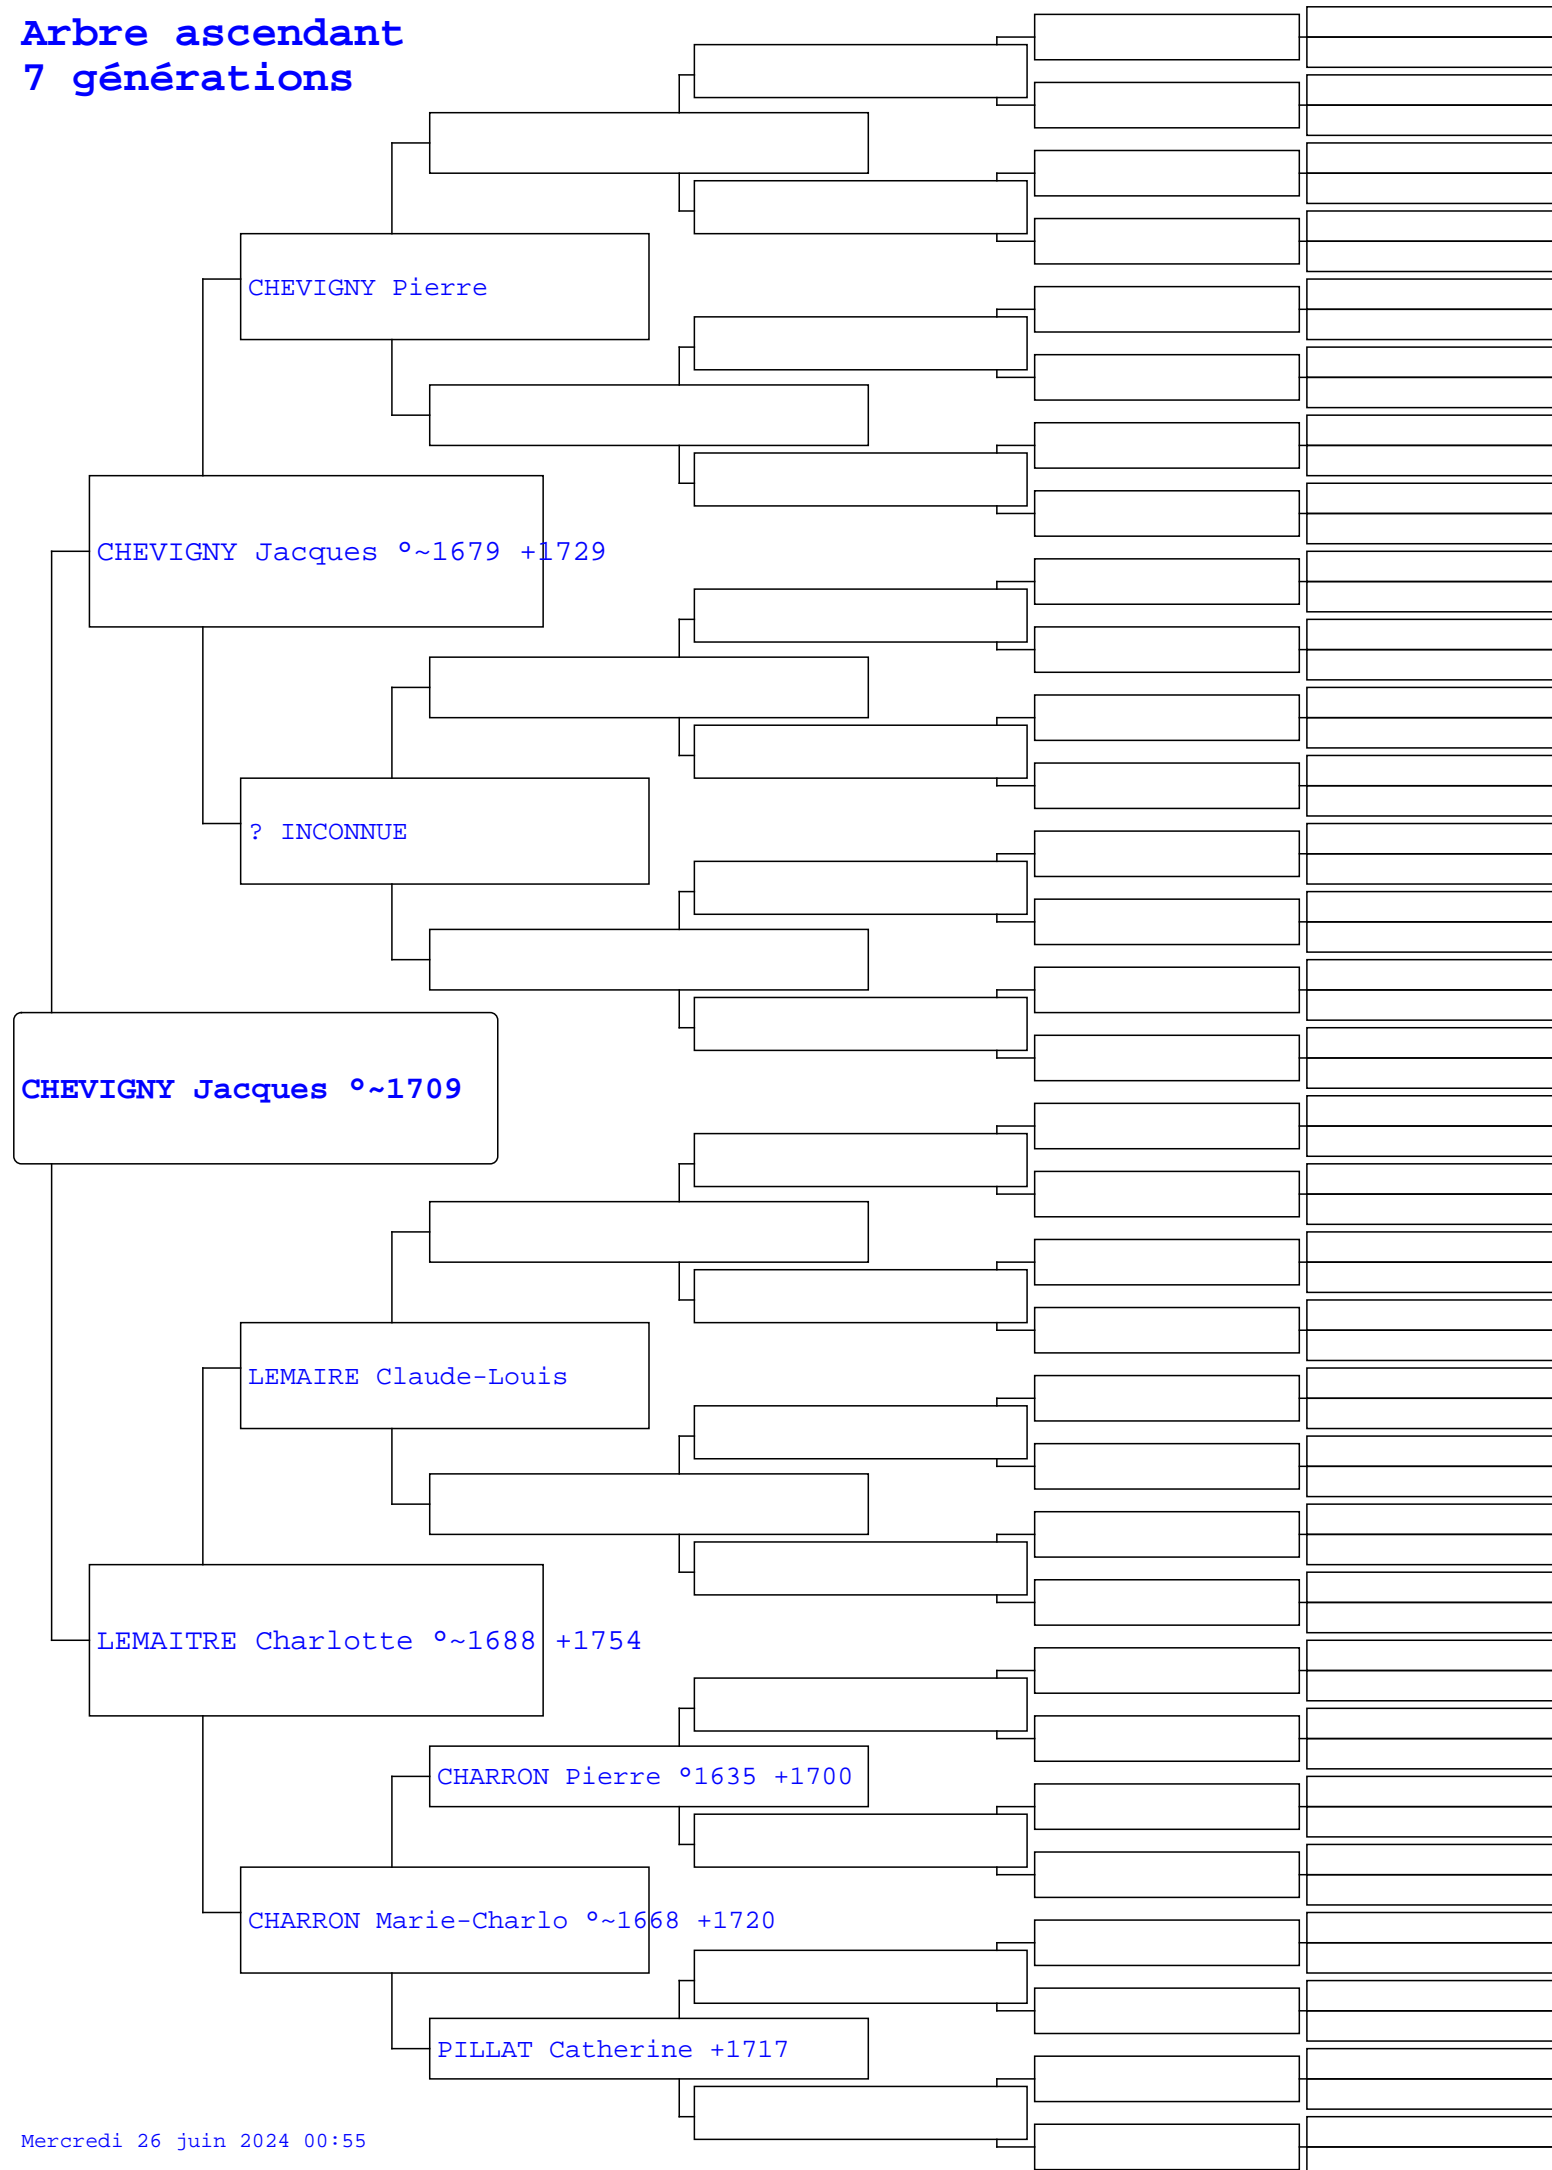 Arbre ascendant
7 générations
CHEVIGNY Pierre
CHEVIGNY Jacques °~1679 +1729
? INCONNUE
CHEVIGNY Jacques °~1709
LEMAIRE Claude-Louis
LEMAITRE Charlotte °~1688 +1754
CHARRON Pierre °1635 +1700
CHARRON Marie-Charlo °~1668 +1720
PILLAT Catherine +1717
Mercredi 26 juin 2024 00:55